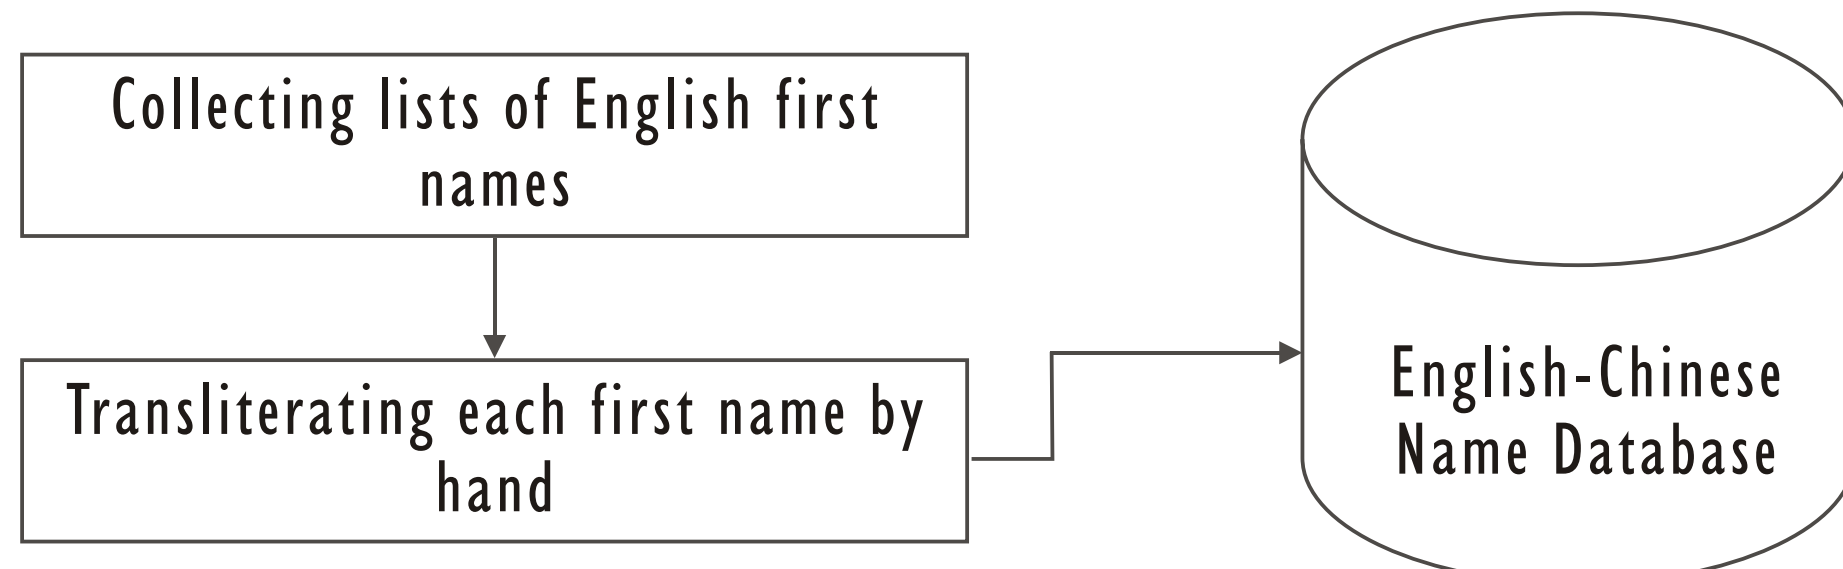 Collecting lists of English first
names
Transliterating each first name by
hand
English-Chinese
Name Database